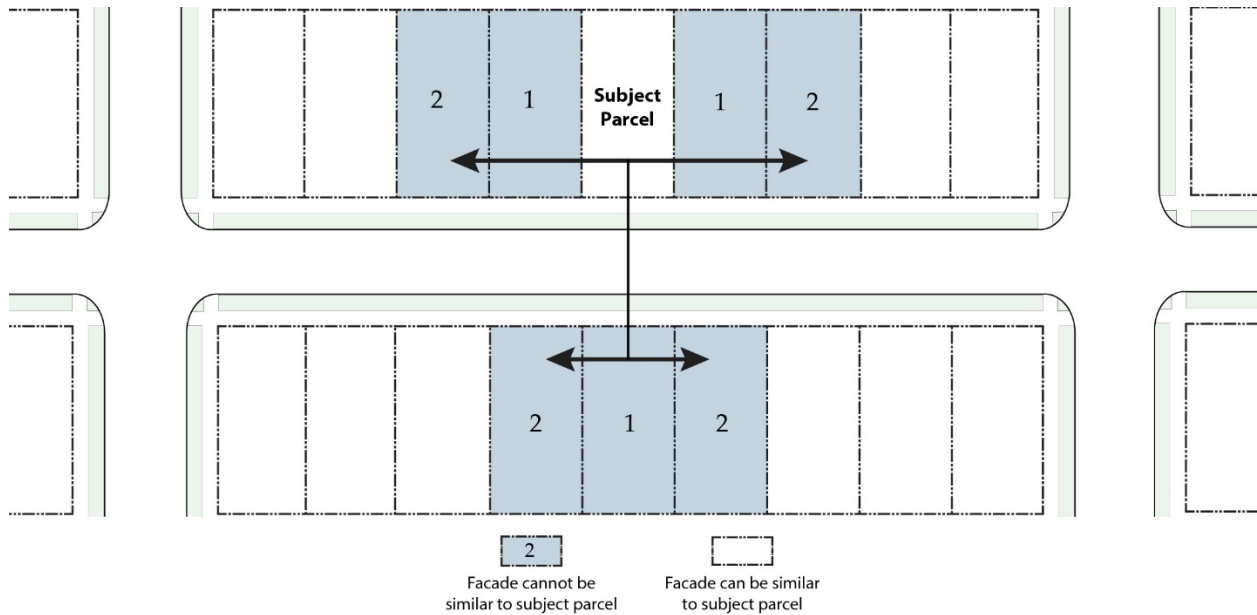 2 1 Subject 1 2
Parcel
2 1 2
2
Facade cannot be
similar to subject parcel
Facade can be similar
to subject parcel